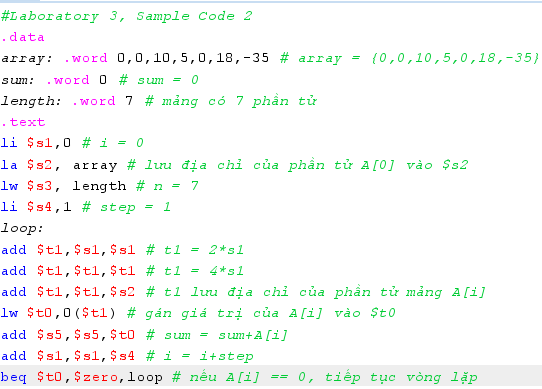 #Laboratory 3, Sample Code 2
.data
array: .word 0,0,10,5,0,18,-35 # array = {0,0,10,5,0,18,-35}
sum: .word 0 # sum = 0
length: .word 7 # mảng có 7 phần tử
.text
li $s1,0 # i = 0
la $s2, array # lưu địa chỉ của phần tử A[0] vào $s2
lw $s3, length # n = 7
li $s4,1 # step = 1
loop:
add $t1,$s1,$s1 # t1 = 2*s1
add $t1,$t1,$t1 # t1 = 4*s1
add $t1,$t1,$s2 # t1 lưu địa chỉ của phần tử mảng A[i]
lw $t0,0($t1) # gán giá trị của A[i] vào $t0
add $s5,$s5,$t0 # sum = sum+A[i]
add $s1,$s1,$s4 # i = i+step
beq $t0,$zero,loop # nếu A[i] == 0, tiếp tục vòng lặp